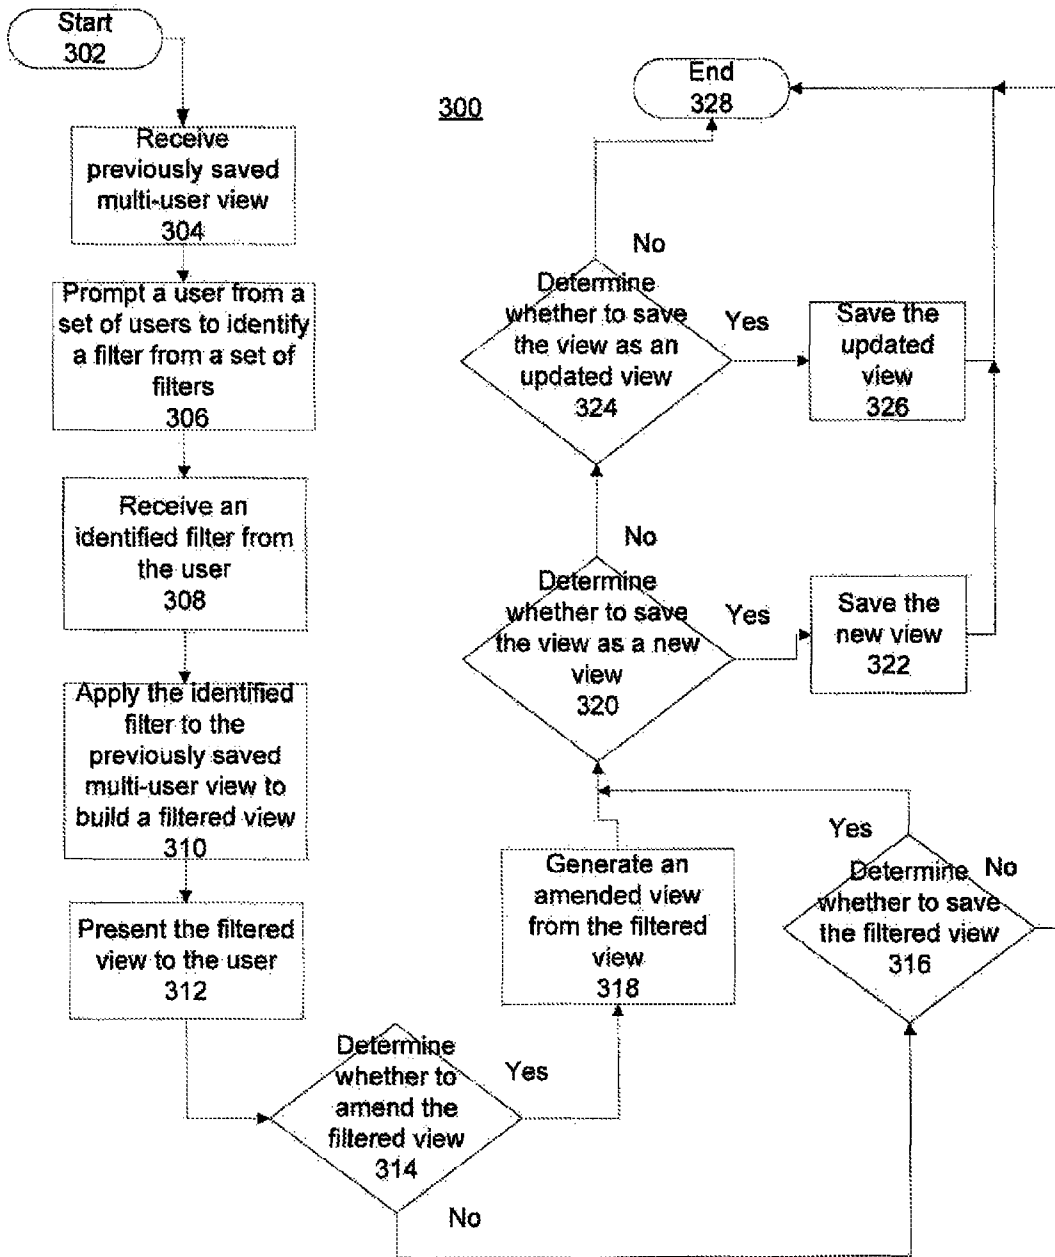 Start
302
Receive
previously saved
multi-user view
304
Prompt a user from a
set of users to identify
a filter from a set of
filters
306
Receive an
identified filter from
the user
308
Apply the identified
filter to the
previously saved
multi-user view to
build a filtered view
310
Present the filtered
view to the user
312
Determine
whether to
amend the
filtered view
314
Yes
No
300
End
328
No
Determine
whether to save
the view as an
updated view
324
Yes
Save the
updated
view
326
No
Determine
whether to save
the view as a new
view
320
Yes
Save the
new view
322
Generate an
amended view
from the filtered
view
318
Yes
Determine
whether to save
the filtered view
316
No